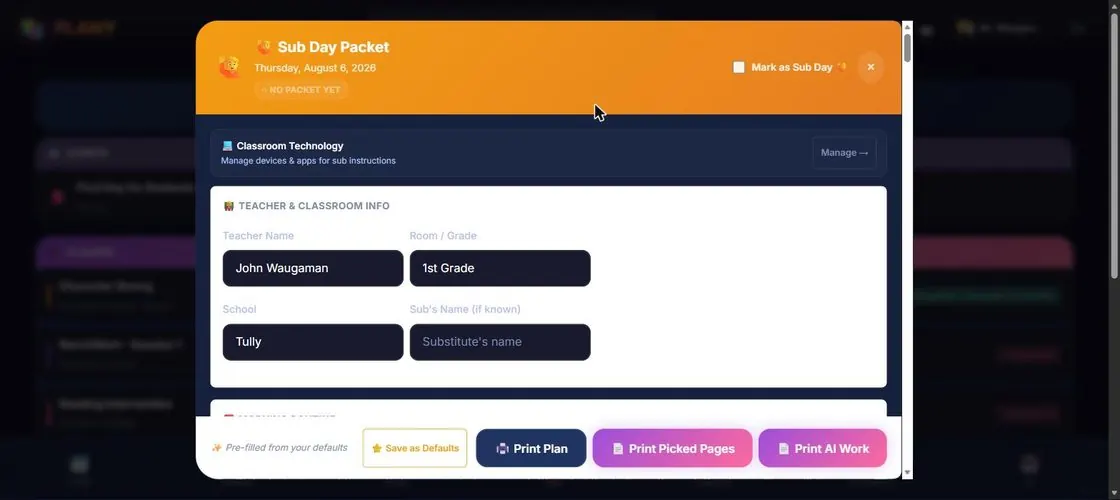 Sub Day Packet
Thursday, August 6, 2026
NO PACKET YET
Mark as Sub Day
×
Classroom Technology
Manage devices & apps for sub instructions
Manage →
TEACHER & CLASSROOM INFO
Teacher Name
Room / Grade
John Waugaman
1st Grade
School
Sub's Name (if known)
Tully
Substitute's name
Pre-filled from your defaults
Save as Defaults
Print Plan
Print Picked Pages
Print AI Work